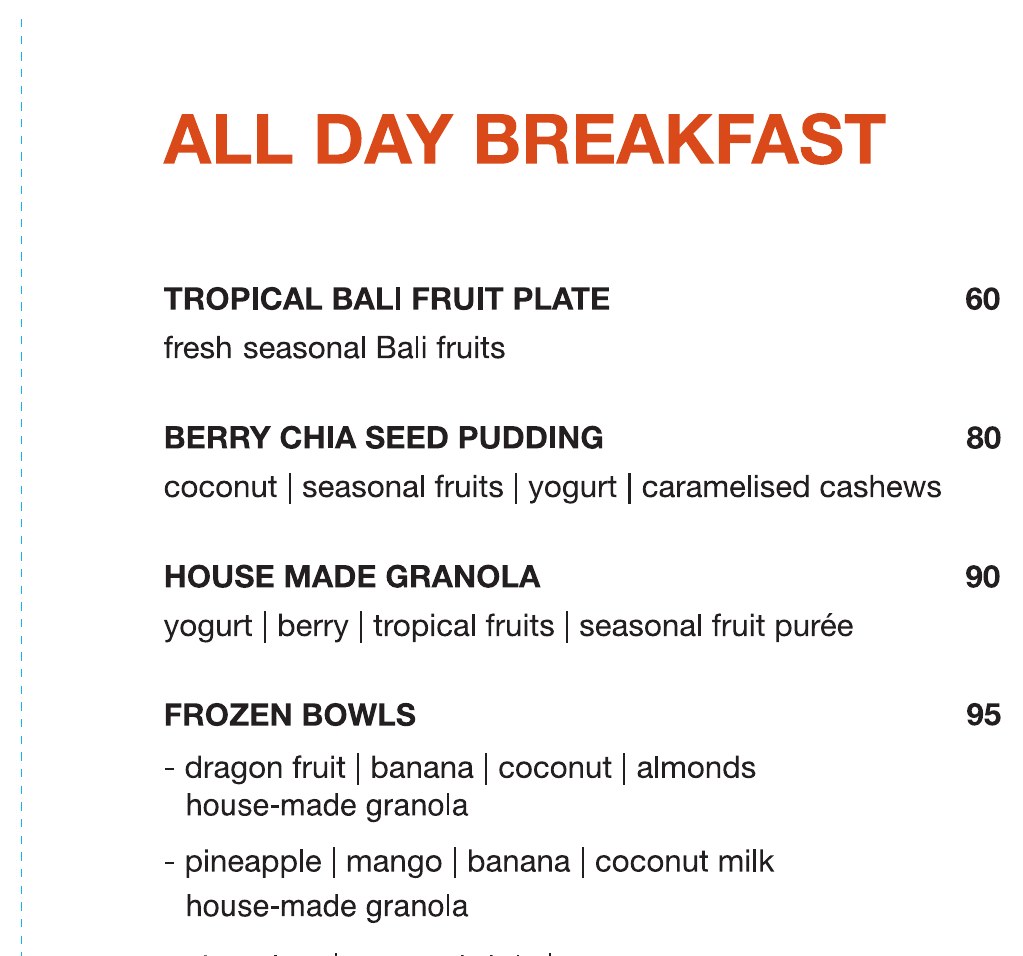 ALL DAY BREAKFAST
TROPICAL BALI FRUIT PLATE 60
fresh seasonal Bali fruits
BERRY CHIA SEED PUDDING 80
coconut | seasonal fruits | yogurt | caramelised cashews
HOUSE MADE GRANOLA 90
yogurt | berry | tropical fruits | seasonal fruit purée
FROZEN BOWLS 95
- dragon fruit | banana | coconut | almonds
house-made granola
- pineapple | mango | banana | coconut milk
house-made granola